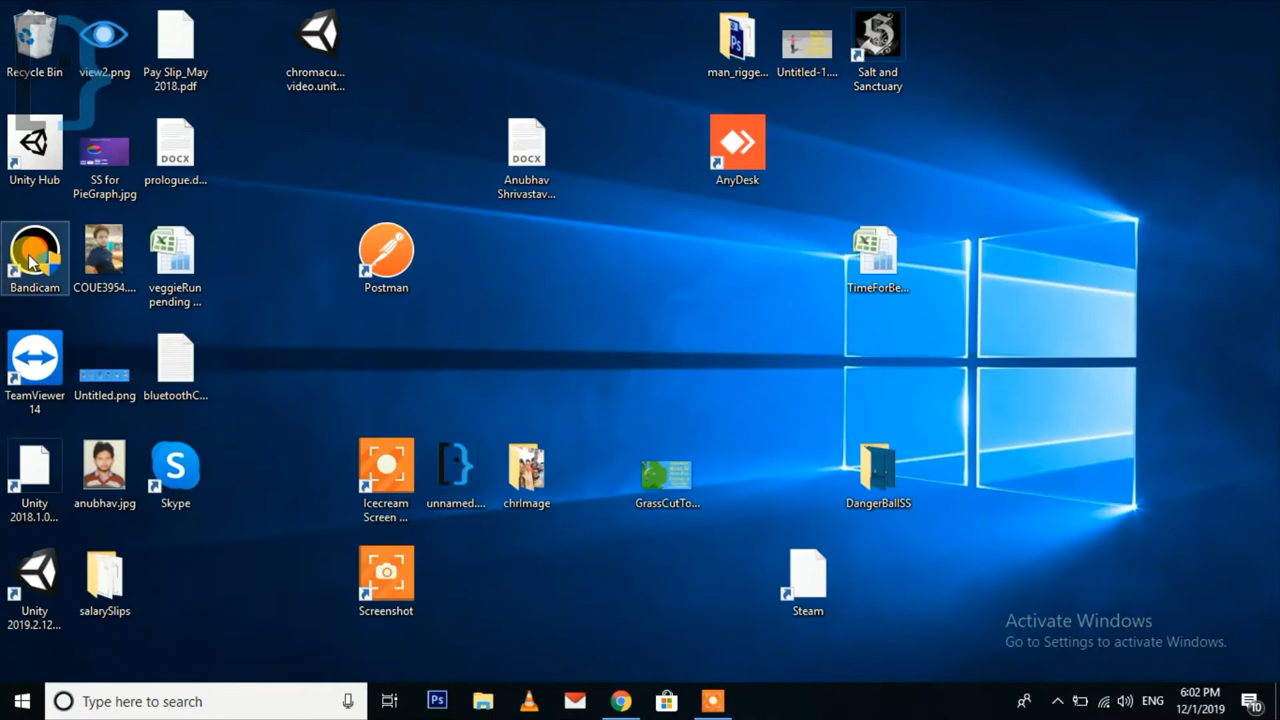 Recycle Bin
view2.png
Pay Slip_May
2018.pdf
chromacu...
video.unit...
man_rigge...
Untitled-1....
Salt and
Sanctuary
Unity Hub
SS for
PieGraph.jpg
DOCX
prologue.d...
DOCX
Anubhav
Shrivastav...
AnyDesk
Bandicam
COUE3954....
veggieRun
pending ...
Postman
TimeForBe...
TeamViewer
14
Untitled.png
bluetoothC...
Unity
2018.1.0...
anubhav.jpg
Skype
Icecream
Screen ...
unnamed....
chrImage
GrassCutTo...
DangerBallSS
Unity
2019.2.12...
salarySlips
Screenshot
Steam
Activate Windows
Go to Settings to activate Windows.
Type here to search
Ps
ENG
6:02 PM
12/1/2019
10